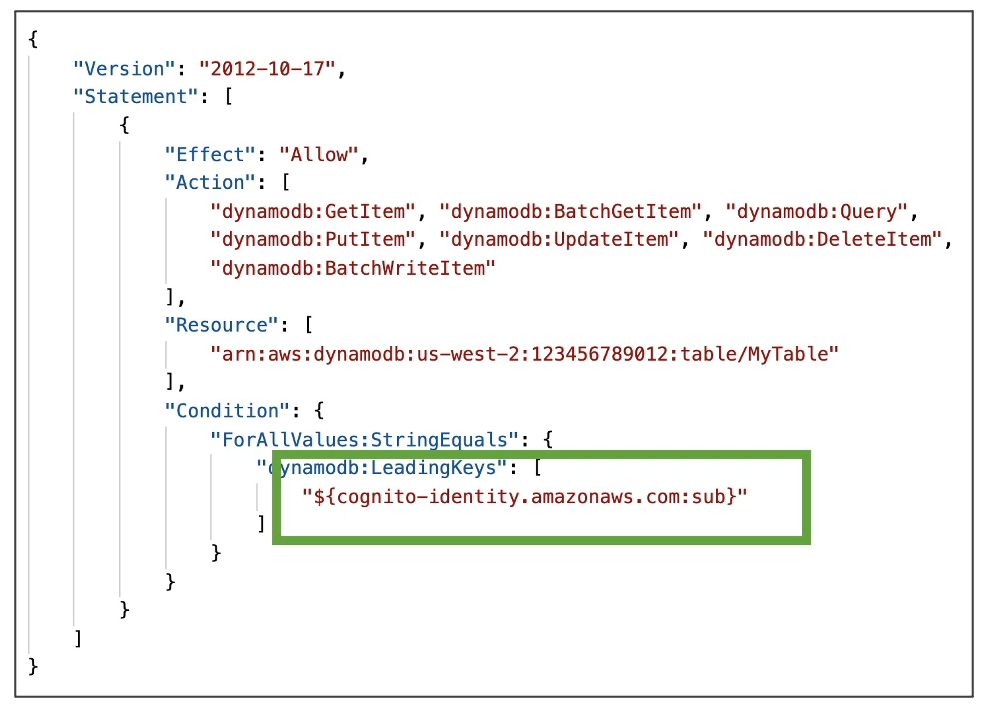 {
"Version": "2012-10-17",
"Statement": [
{
"Effect": "Allow",
"Action": [
"dynamodb:GetItem", "dynamodb:BatchGetItem", "dynamodb:Query",
"dynamodb:PutItem", "dynamodb:UpdateItem", "dynamodb:DeleteItem",
"dynamodb:BatchWriteItem"
],
"Resource": [
"arn:aws:dynamodb:us-west-2:123456789012:table/MyTable"
],
"Condition": {
"ForAllValues:StringEquals": {
"dynamodb:LeadingKeys": [
"${cognito-identity.amazonaws.com:sub}"
]
}
}
}
]
}